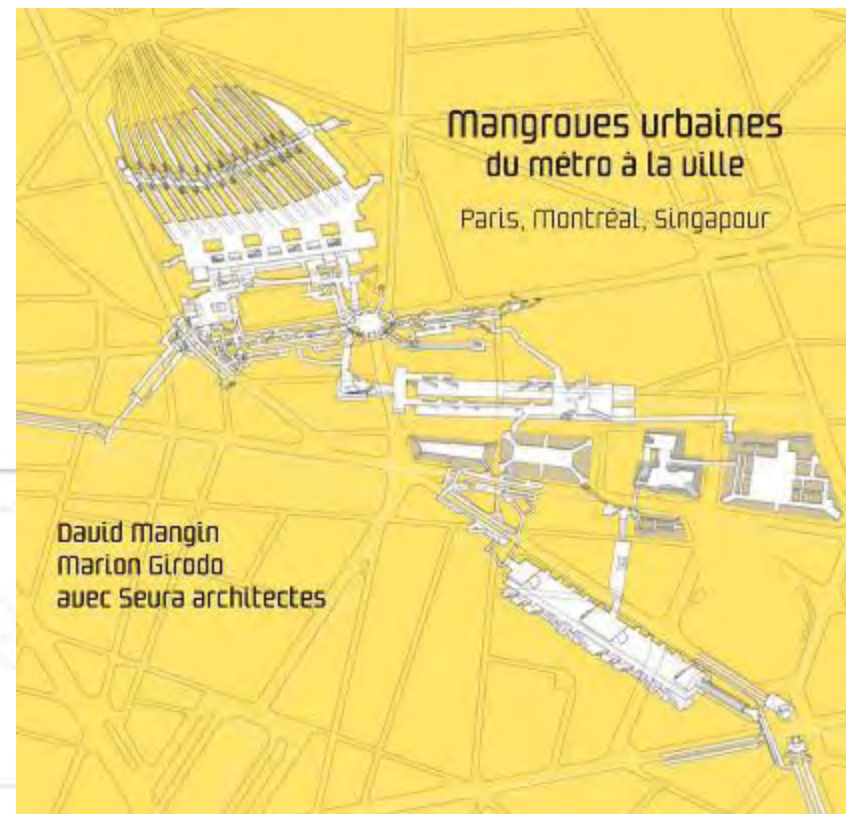 Mangroves urbaines
du métro à la ville
Paris, Montréal, Singapour
David Mangin
Marion Girodo
avec Seura architectes